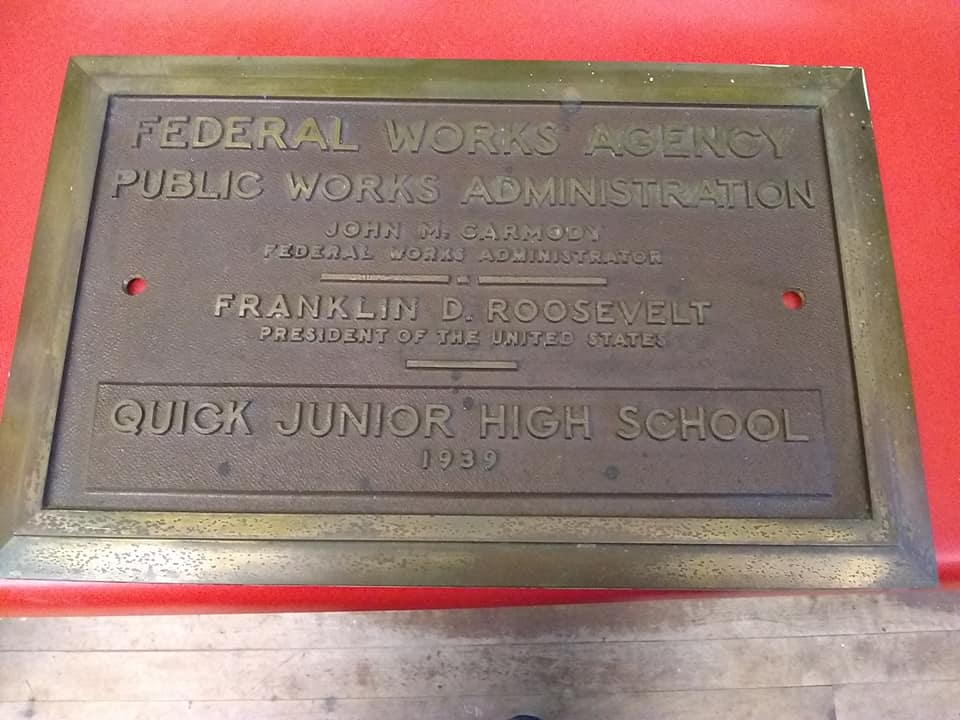 FEDERAL WORKS AGENCY
PUBLIC WORKS ADMINISTRATION
JOHN M. CARMODY
FEDERAL WORKS ADMINISTRATOR
FRANKLIN D. ROOSEVELT
PRESIDENT OF THE UNITED STATES
QUICK JUNIOR HIGH SCHOOL
1939